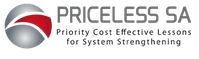 PRICELESS SA
Priority Cost Effective Lessons
for System Strengthening